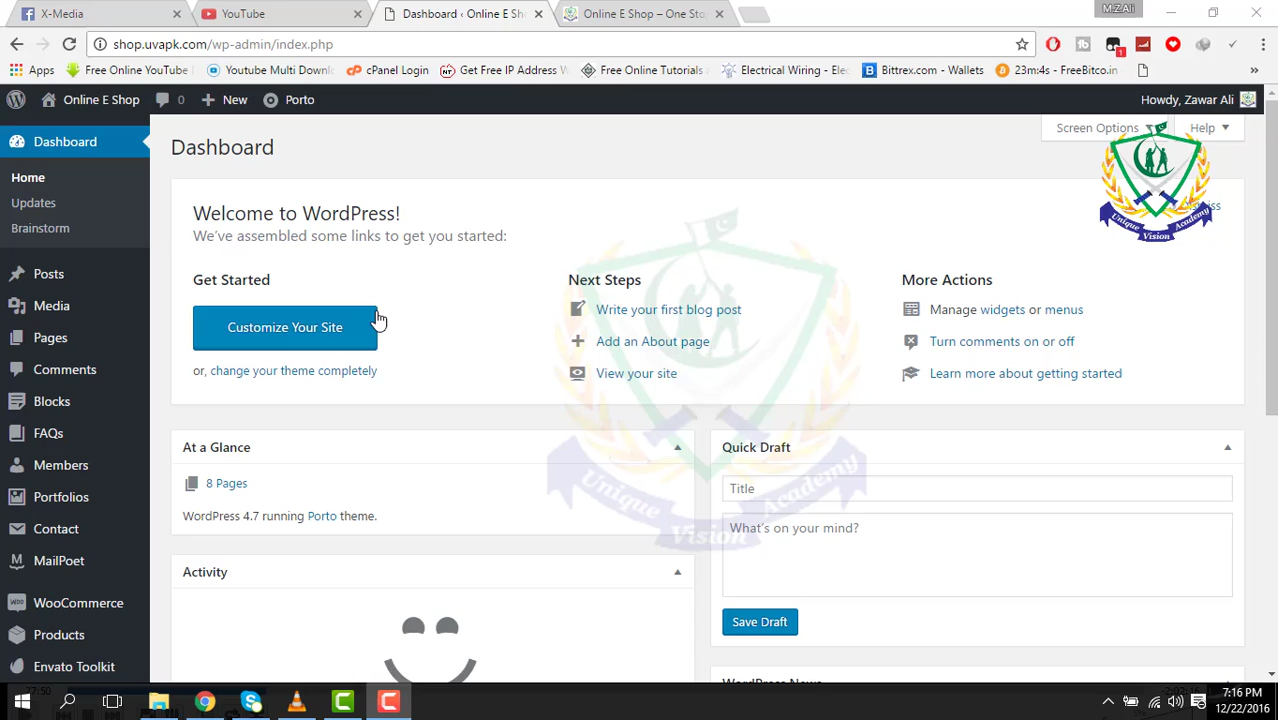 X-Media
YouTube
Dashboard ‹ Online E Sh
Online E Shop – One Sto
M.Z.Ali
shop.uvapk.com/wp-admin/index.php
1
Apps
Free Online YouTube
Youtube Multi Downl
cPanel Login
Get Free IP Address
Free Online Tutorials
Electrical Wiring - Elec
Bittrex.com - Wallets
23m:4s - FreeBitco.in
Online E Shop
0
New
Porto
Howdy, Zawar Ali
Dashboard
Screen Options
Help
Home
Updates
Brainstorm
Posts
Media
Pages
Comments
Blocks
FAQs
Members
Portfolios
Contact
MailPoet
WooCommerce
Products
Envato Toolkit
Dashboard
Welcome to WordPress!
We've assembled some links to get you started:
Get Started
Customize Your Site
or, change your theme completely
Next Steps
Write your first blog post
Add an About page
View your site
More Actions
Manage widgets or menus
Turn comments on or off
Learn more about getting started
Unique Vision Academy
At a Glance
8 Pages
WordPress 4.7 running Porto theme.
Activity
Quick Draft
Title
What's on your mind?
Save Draft
Unique Vision Academy
7:16 PM
12/22/2016